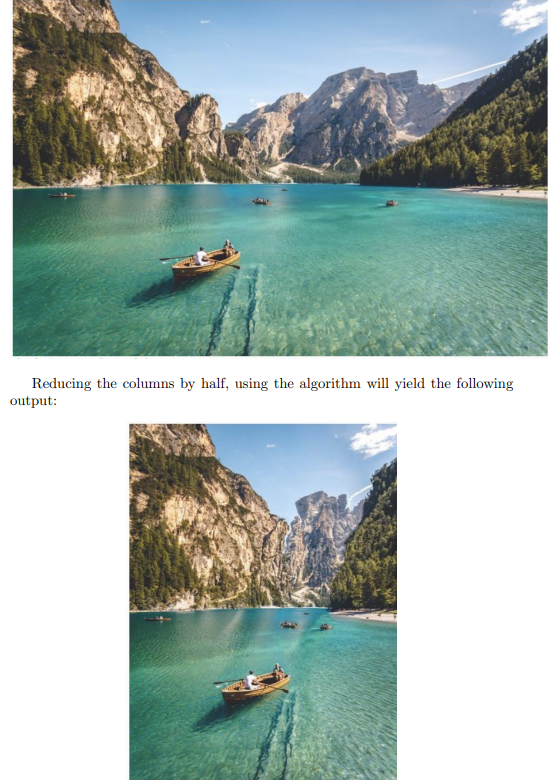 Reducing the columns by half, using the algorithm will yield the following
output: